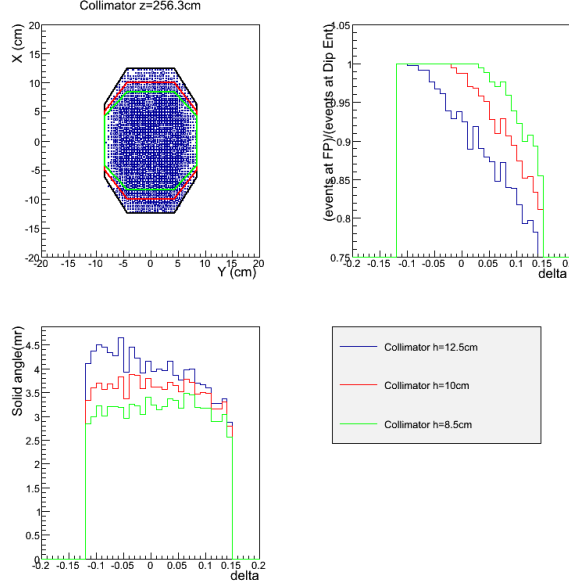 Collimator z=256.3cm
X (cm)
20
15
10
5
0
-5
-10
-15
-20
-20 -15 -10 -5 0 5 10 15 20
Y (cm)
(events at FP)/(events at Dip Ent)
1.05
1
0.95
0.9
0.85
0.8
0.75
-0.2 -0.15 -0.1 -0.05 0 0.05 0.1 0.15 0.2
delta
Solid angle(mr)
4.5
4
3.5
3
2.5
2
1.5
1
0.5
0
-0.2 -0.15 -0.1 -0.05 0 0.05 0.1 0.15 0.2
delta
Collimator h=12.5cm
Collimator h=10cm
Collimator h=8.5cm